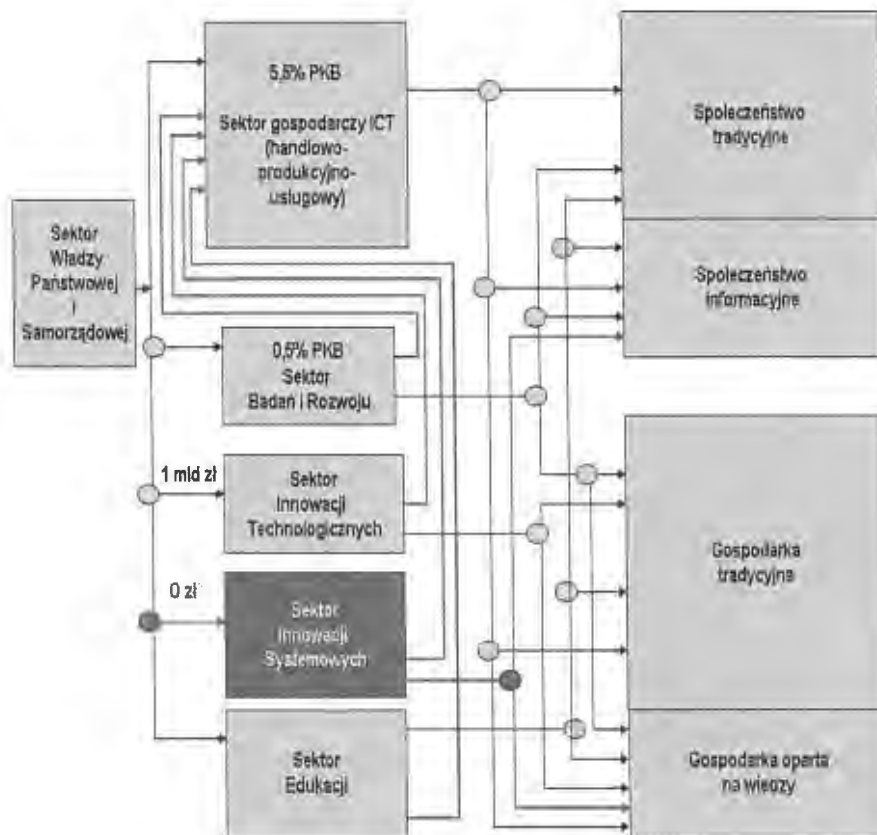 5,5% PKB
Sektor gospodarczy ICT
(handlowo-
produkcyjno-
usługowy)
Sektor
Władzy
Państwowej
i
Samorządowej
0,5% PKB
Sektor
Badań i Rozwoju
1 mld zł
Sektor
Innowacji
Technologicznych
0 zł
Sektor
Innowacji
Systemowych
Sektor
Edukacji
Społeczeństwo
tradycyjne
Społeczeństwo
informacyjne
Gospodarka
tradycyjna
Gospodarka oparta
na wiedzy